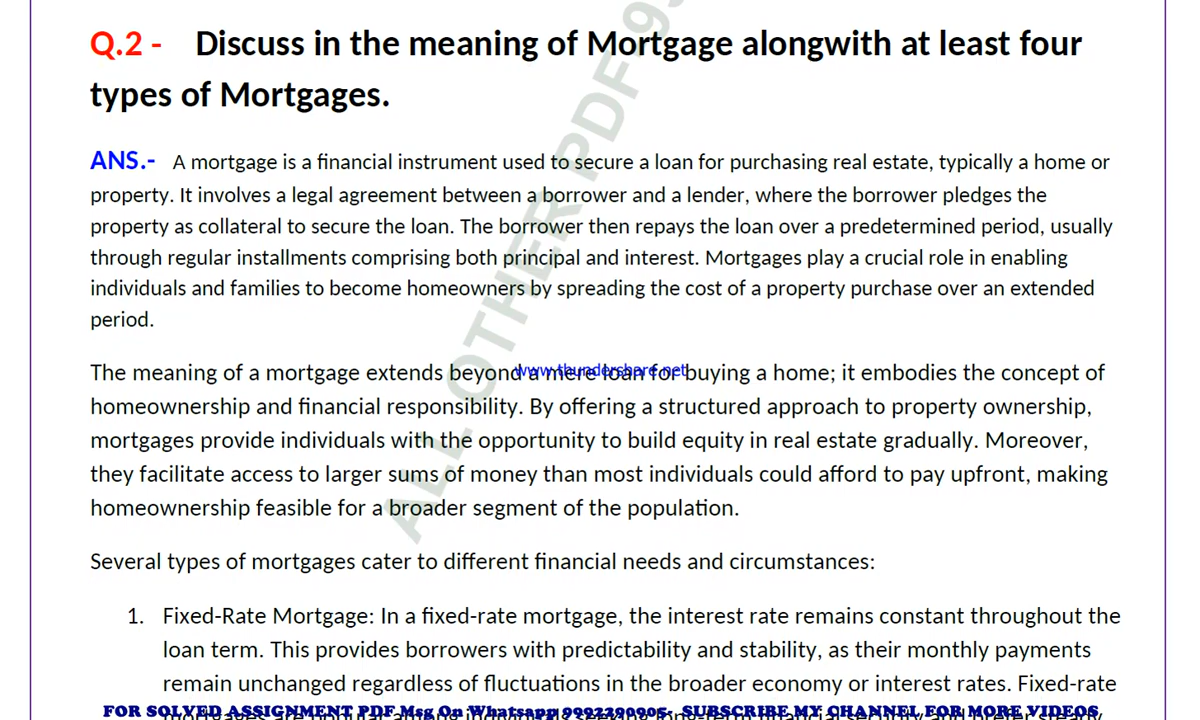 Q.2 - Discuss in the meaning of Mortgage alongwith at least four
types of Mortgages.
ANS.- A mortgage is a financial instrument used to secure a loan for purchasing real estate, typically a home or
property. It involves a legal agreement between a borrower and a lender, where the borrower pledges the
property as collateral to secure the loan. The borrower then repays the loan over a predetermined period, usually
through regular installments comprising both principal and interest. Mortgages play a crucial role in enabling
individuals and families to become homeowners by spreading the cost of a property purchase over an extended
period.
The meaning of a mortgage extends beyond a mere loan for buying a home; it embodies the concept of
www.thundershare.net
homeownership and financial responsibility. By offering a structured approach to property ownership,
mortgages provide individuals with the opportunity to build equity in real estate gradually. Moreover,
they facilitate access to larger sums of money than most individuals could afford to pay upfront, making
homeownership feasible for a broader segment of the population.
Several types of mortgages cater to different financial needs and circumstances:
1. Fixed-Rate Mortgage: In a fixed-rate mortgage, the interest rate remains constant throughout the
loan term. This provides borrowers with predictability and stability, as their monthly payments
remain unchanged regardless of fluctuations in the broader economy or interest rates. Fixed-rate
FOR SOLVED ASSIGNMENT PDF Msg On Whatsapp 9992290905- SUBSCRIBE MY CHANNEL FOR MORE VIDEOS,
ALL OTHER PDF-